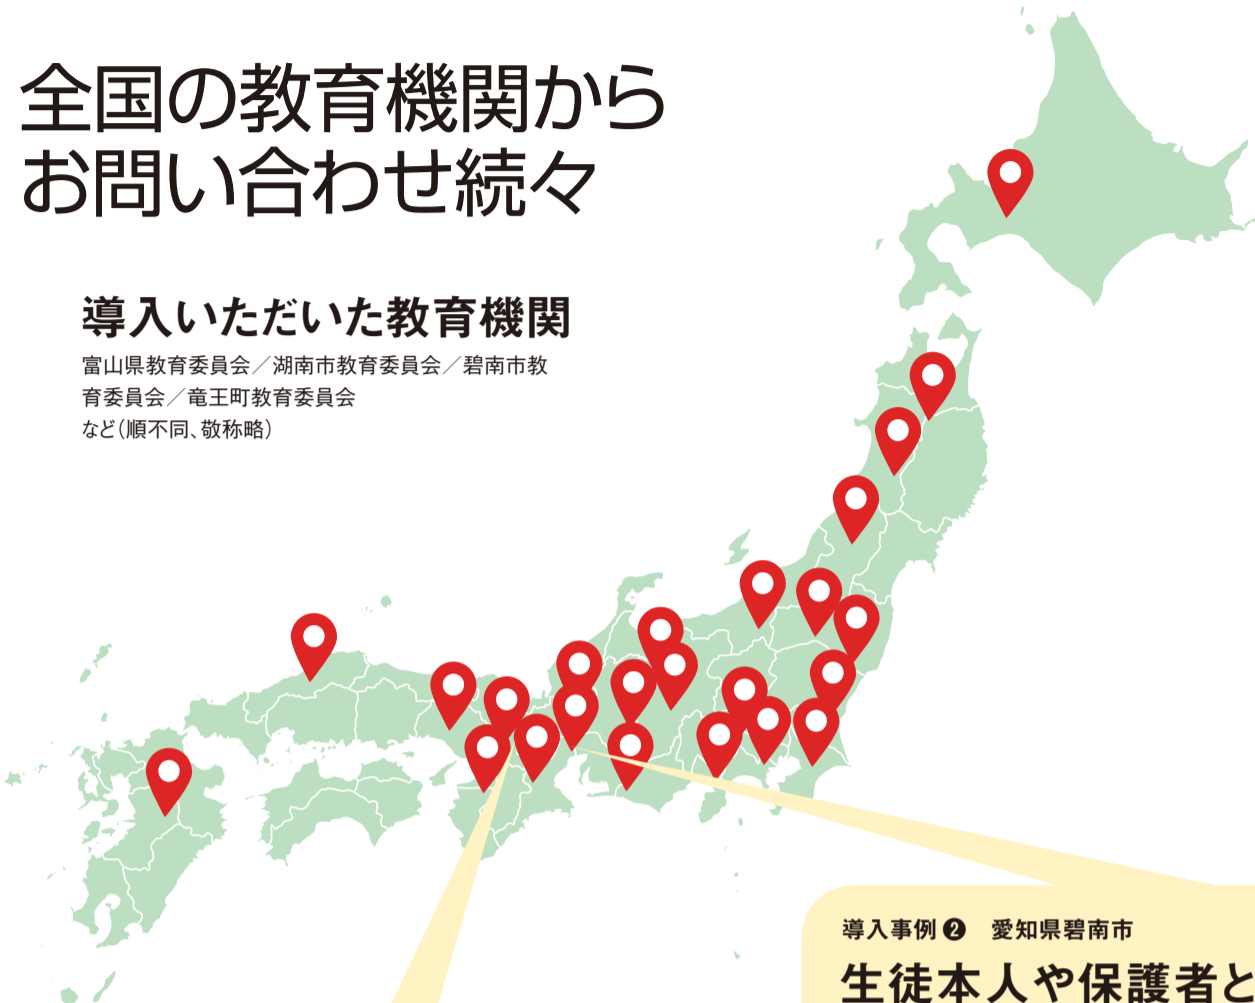 全国の教育機関から
お問い合わせ続々
導入いただいた教育機関
富山県教育委員会／湖南市教育委員会／碧南市教
育委員会／竜王町教育委員会
など（順不同、敬称略）
導入事例❷　愛知県碧南市
生徒本人や保護者と